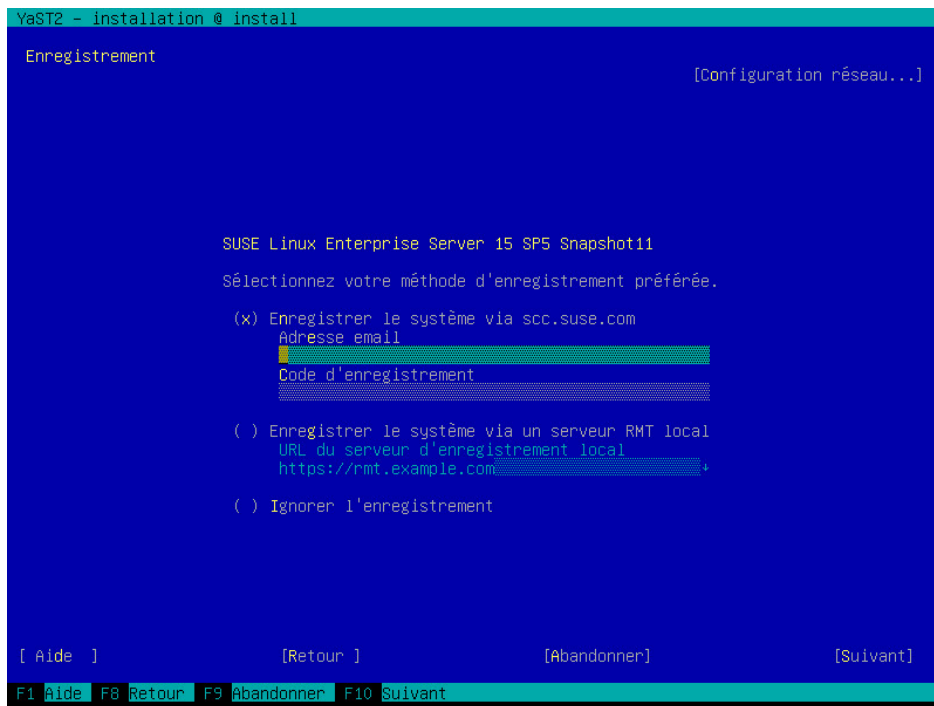 YaST2 - installation @ install
Enregistrement
[Configuration réseau...]
SUSE Linux Enterprise Server 15 SP5 Snapshot11
Sélectionnez votre méthode d'enregistrement préférée.
(x) Enregistrer le système via scc.suse.com
Adresse email
Code d'enregistrement
( ) Enregistrer le système via un serveur RMT local
URL du serveur d'enregistrement local
https://rmt.example.com ↓
( ) Ignorer l'enregistrement
[ Aide ] [Retour ] [Abandonner] [Suivant]
F1 Aide F8 Retour F9 Abandonner F10 Suivant